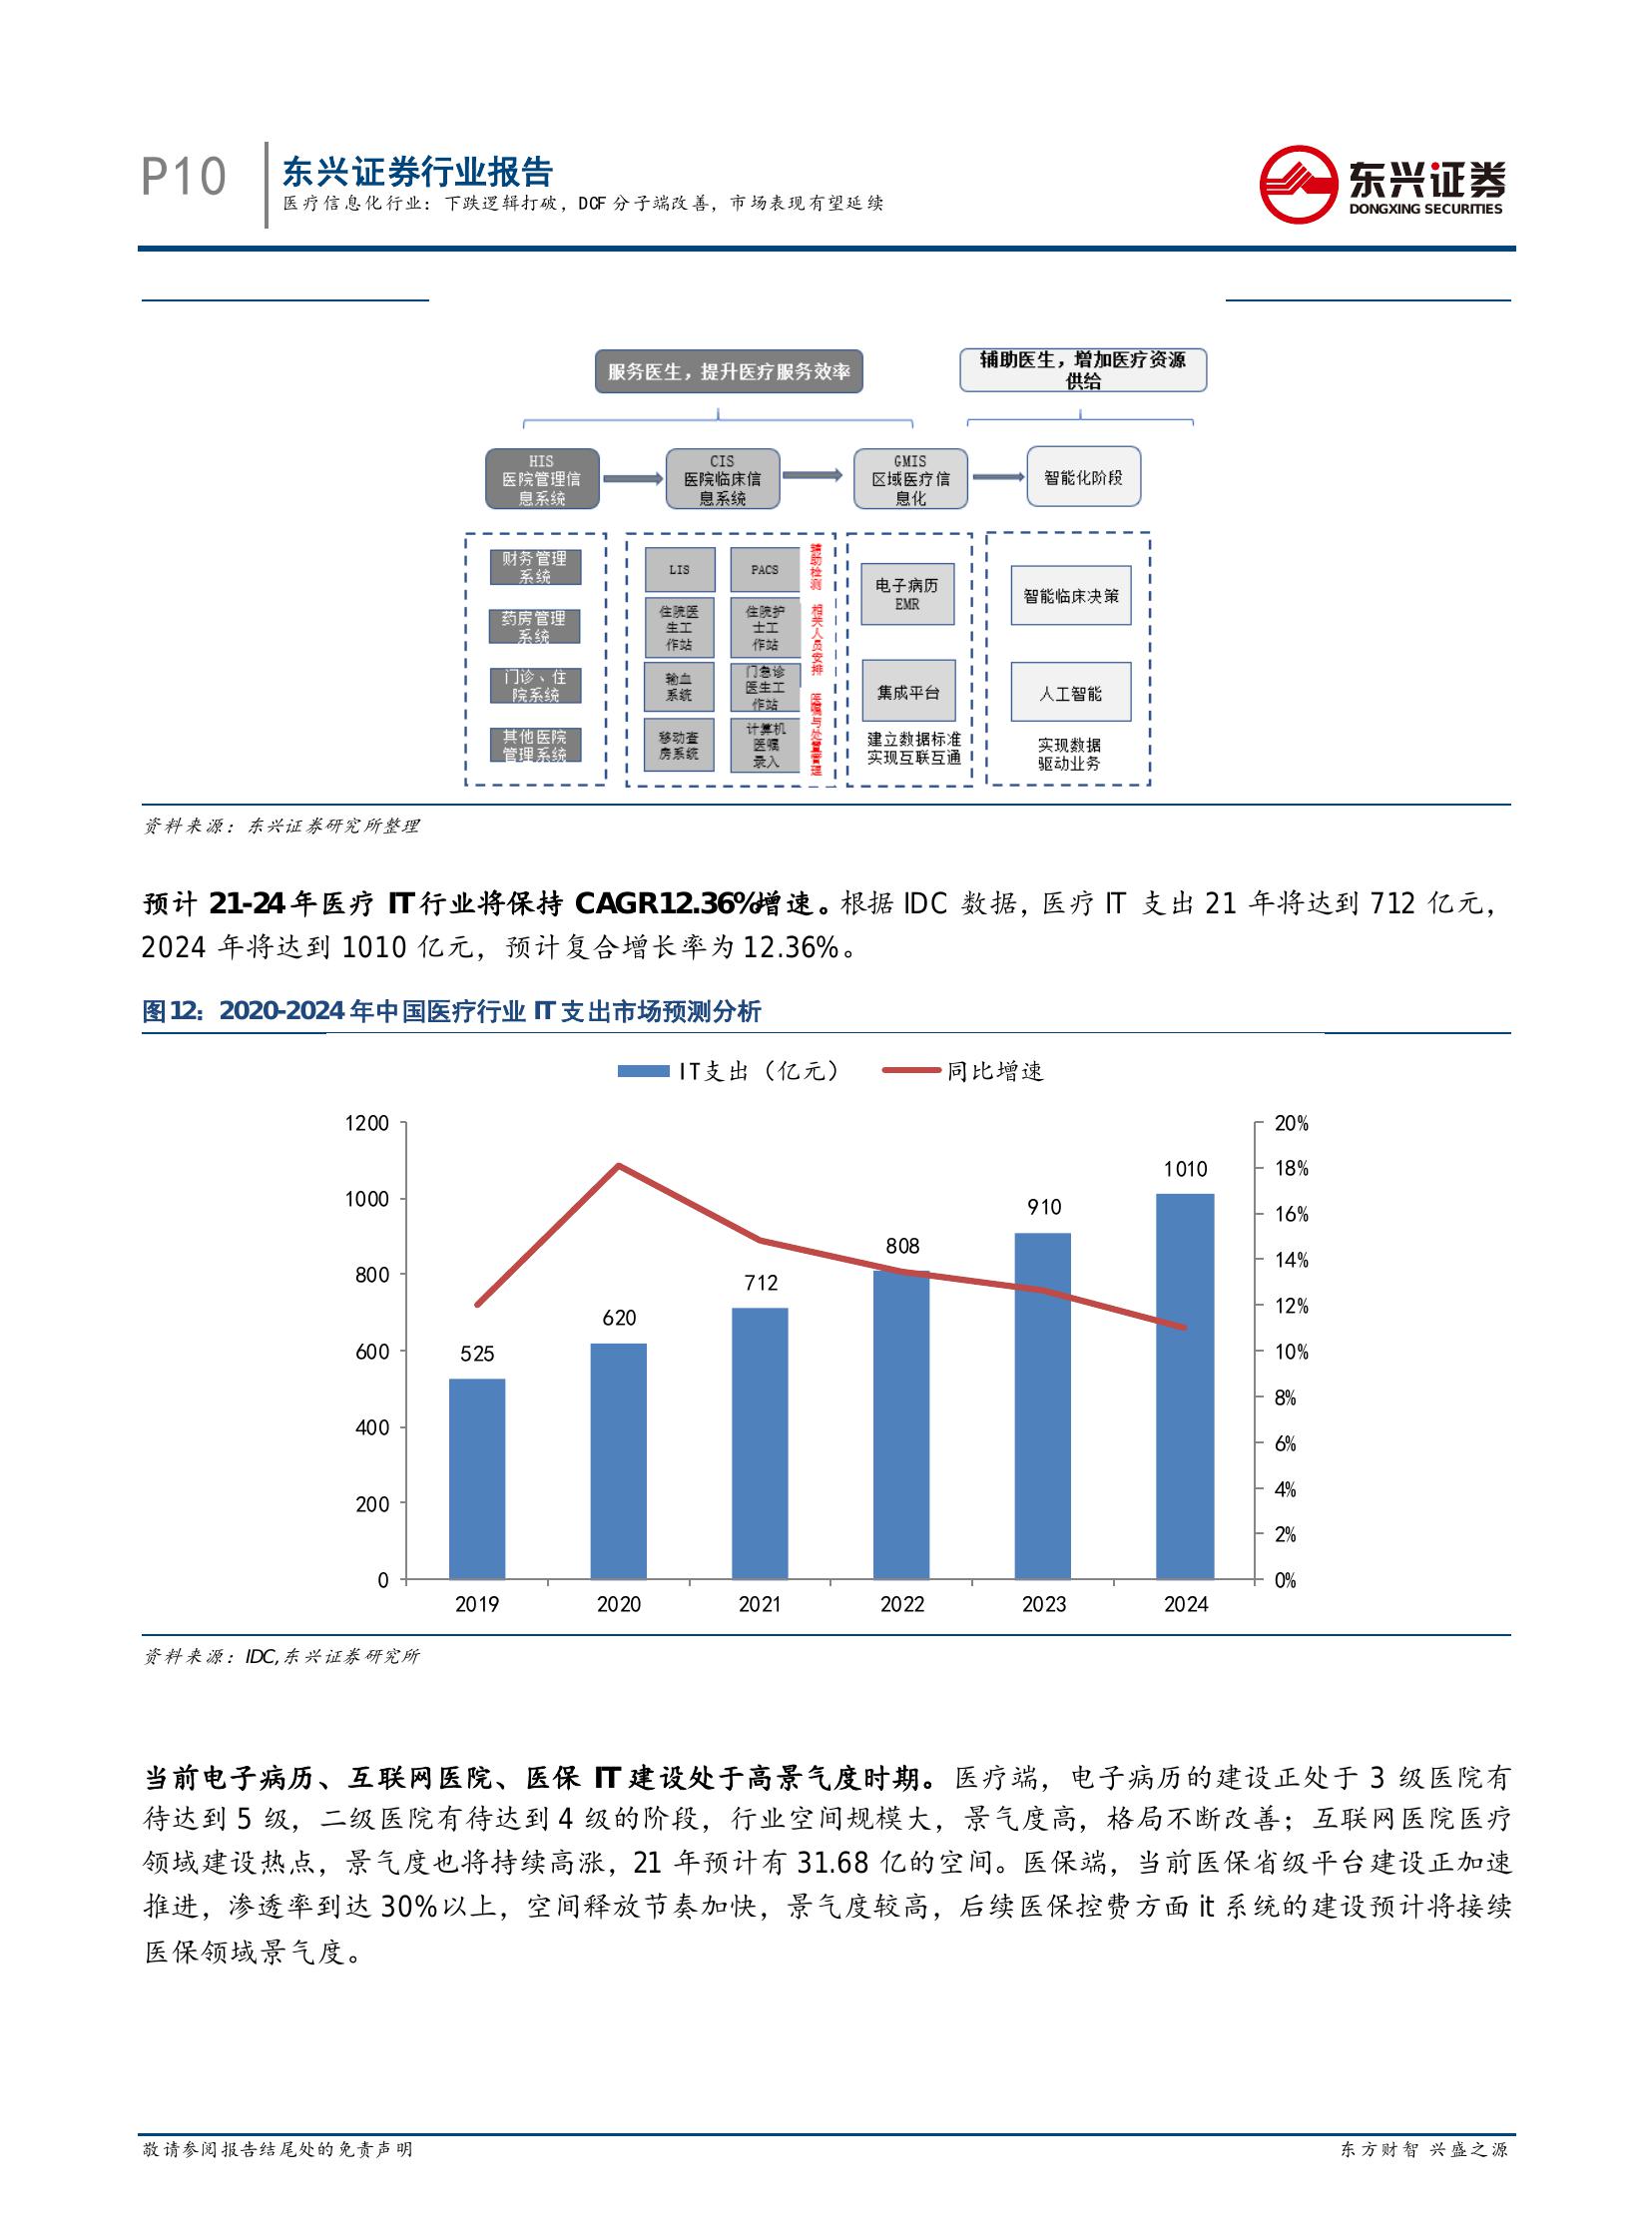 P10
东兴证券行业报告
医疗信息化行业：下跌逻辑打破，DCF 分子端改善，市场表现有望延续
东兴证券
DONGXING SECURITIES
服务医生，提升医疗服务效率
辅助医生，增加医疗资源
供给
HIS
医院管理信
息系统
CIS
医院临床信
息系统
GMIS
区域医疗信
息化
智能化阶段
财务管理
系统
药房管理
系统
门诊、住
院系统
其他医院
管理系统
LIS
PACS
住院医
生工
作站
住院护
士工
作站
输血
系统
门急诊
医生工
作站
移动查
房系统
计算机
医嘱
录入
辅助检测
相关人员安排
医嘱与处置管理
电子病历
EMR
集成平台
建立数据标准
实现互联互通
智能临床决策
人工智能
实现数据
驱动业务
资料来源：东兴证券研究所整理
预计 21-24 年医疗 IT 行业将保持 CAGR12.36%增速。根据 IDC 数据，医疗 IT 支出 21 年将达到 712 亿元，
2024 年将达到 1010 亿元，预计复合增长率为 12.36%。
图12：2020-2024 年中国医疗行业 IT 支出市场预测分析
IT支出（亿元） 同比增速
1200
1000
800
600
400
200
0
20%
18%
16%
14%
12%
10%
8%
6%
4%
2%
0%
525
620
712
808
910
1010
2019 2020 2021 2022 2023 2024
资料来源：IDC,东兴证券研究所
当前电子病历、互联网医院、医保 IT 建设处于高景气度时期。医疗端，电子病历的建设正处于 3 级医院有
待达到 5 级，二级医院有待达到 4 级的阶段，行业空间规模大，景气度高，格局不断改善；互联网医院医疗
领域建设热点，景气度也将持续高涨，21 年预计有 31.68 亿的空间。医保端，当前医保省级平台建设正加速
推进，渗透率到达 30%以上，空间释放节奏加快，景气度较高，后续医保控费方面 it 系统的建设预计将接续
医保领域景气度。
敬请参阅报告结尾处的免责声明
东方财智 兴盛之源